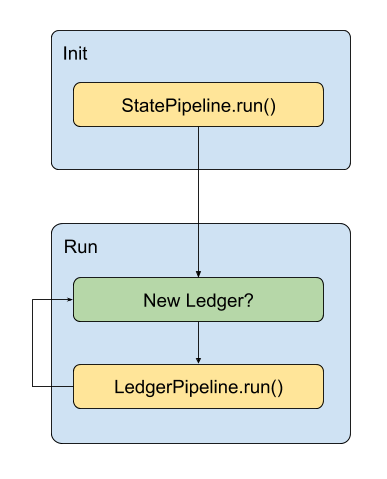 Init
StatePipeline.run()
Run
New Ledger?
LedgerPipeline.run()